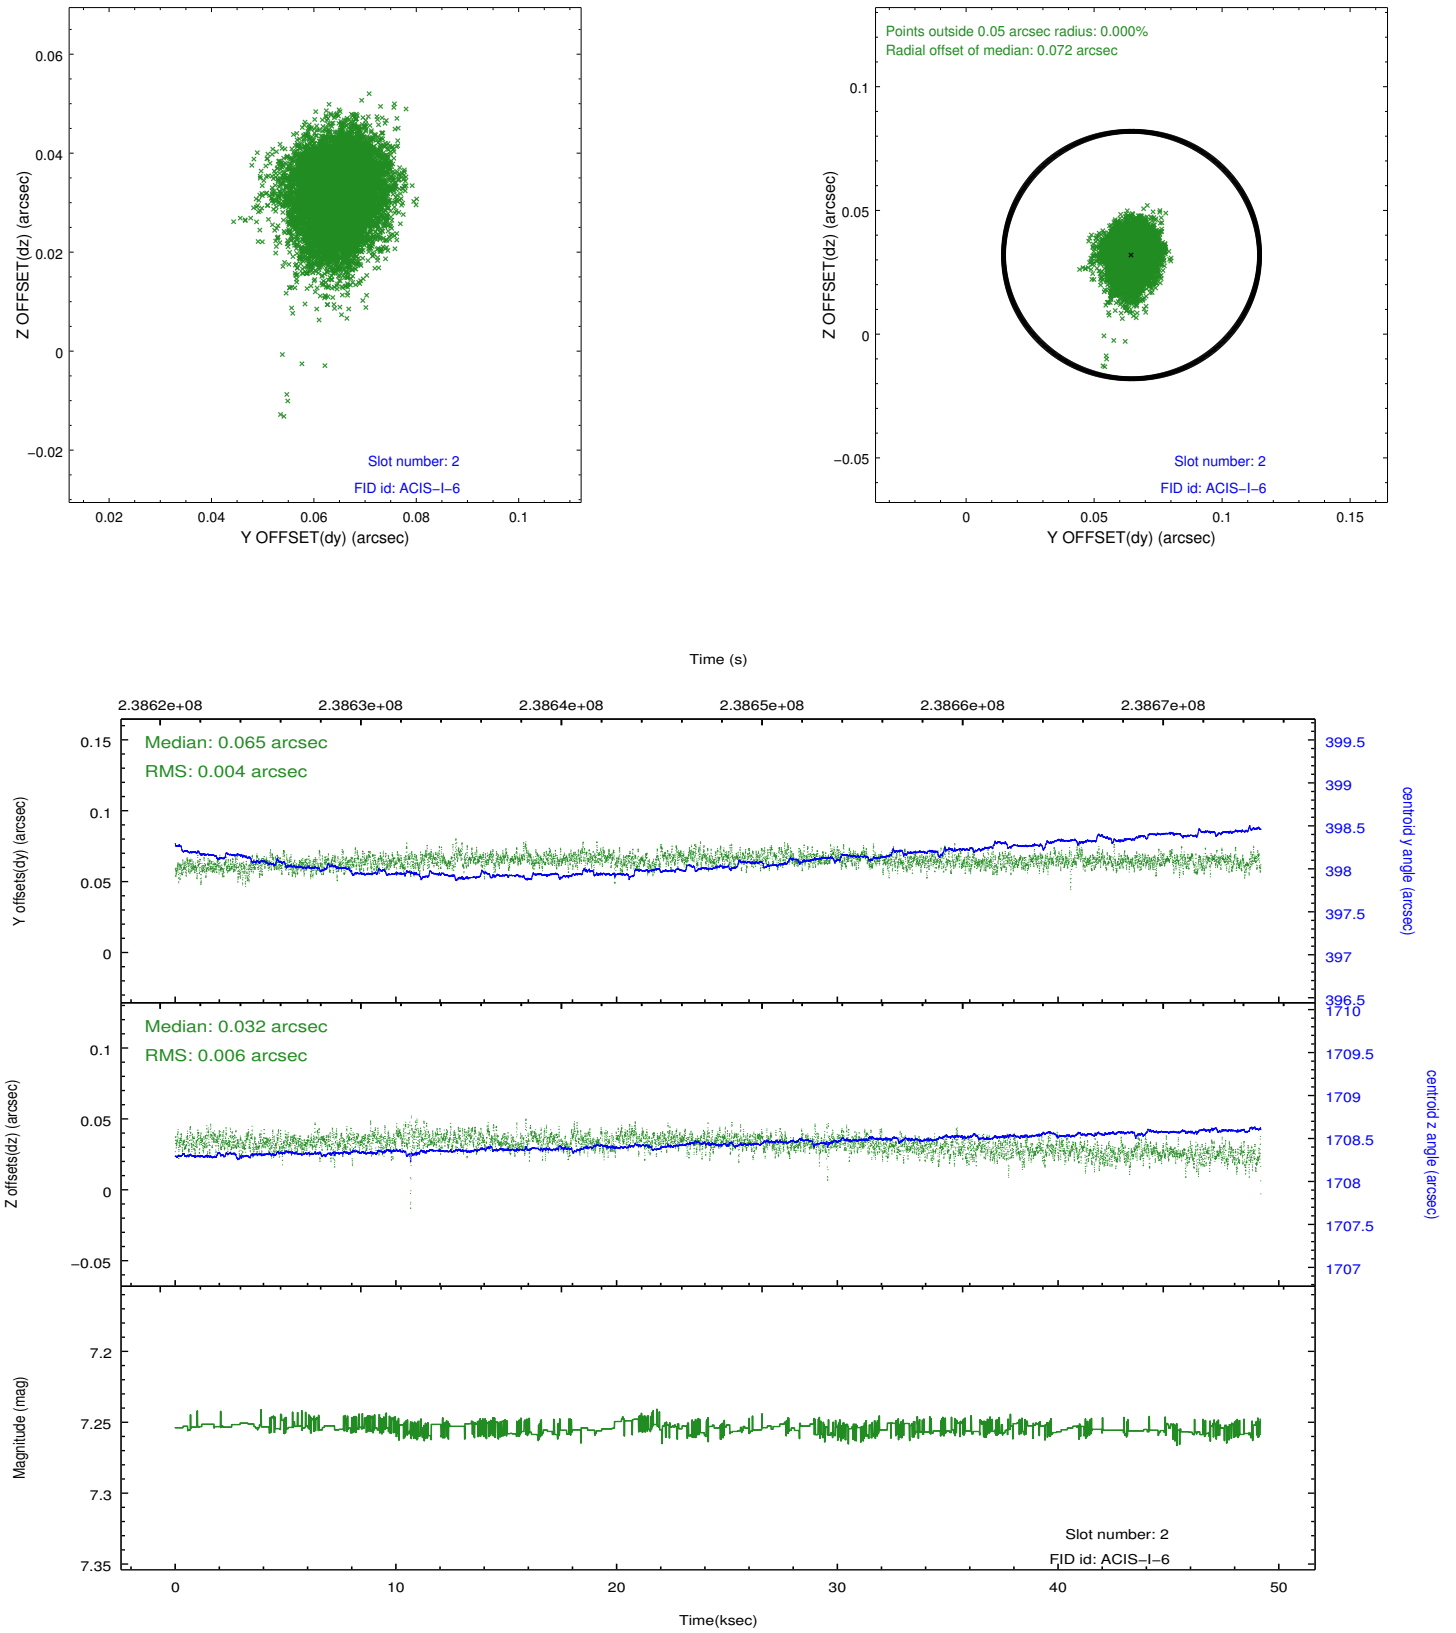 0.06
0.04
0.02
0
−0.02
Z OFFSET(dz) (arcsec)
Slot number: 2
FID id: ACIS−I−6
0.02 0.04 0.06 0.08 0.1
Y OFFSET(dy) (arcsec)
Points outside 0.05 arcsec radius: 0.000%
Radial offset of median: 0.072 arcsec
0.1
0.05
0
−0.05
Z OFFSET(dz) (arcsec)
Slot number: 2
FID id: ACIS−I−6
0 0.05 0.1 0.15
Y OFFSET(dy) (arcsec)
Time (s)
2.3862e+08 2.3863e+08 2.3864e+08 2.3865e+08 2.3866e+08 2.3867e+08
Median: 0.065 arcsec
RMS: 0.004 arcsec
0.15
0.1
0.05
0
Y offsets(dy) (arcsec)
399.5
399
398.5
398
397.5
397
396.5
centroid y angle (arcsec)
Median: 0.032 arcsec
RMS: 0.006 arcsec
0.1
0.05
0
−0.05
Z offsets(dz) (arcsec)
1710
1709.5
1709
1708.5
1708
1707.5
1707
centroid z angle (arcsec)
7.2
7.25
7.3
7.35
Magnitude (mag)
Slot number: 2
FID id: ACIS−I−6
0 10 20 30 40 50
Time(ksec)